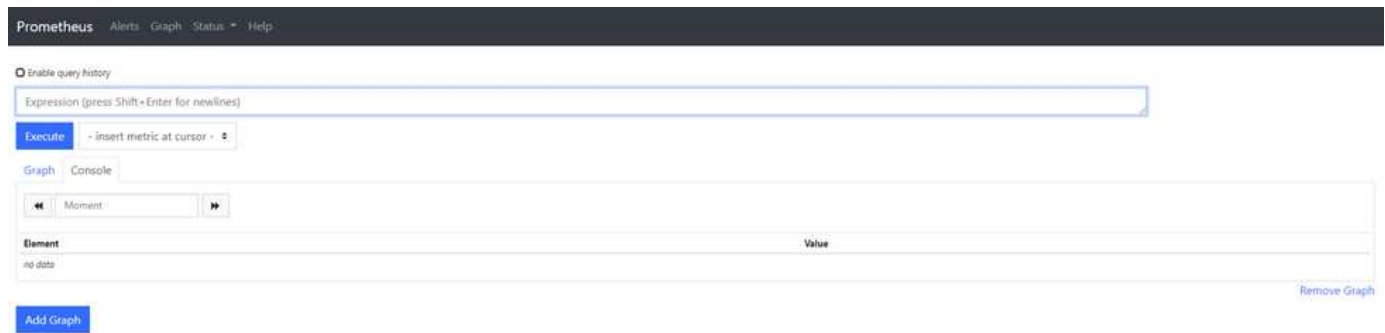 Prometheus Alerts Graph Status Help
Enable query history
Expression (press Shift+Enter for newlines)
Execute - insert metric at cursor -
Graph Console
Moment
Element Value
no data
Remove Graph
Add Graph